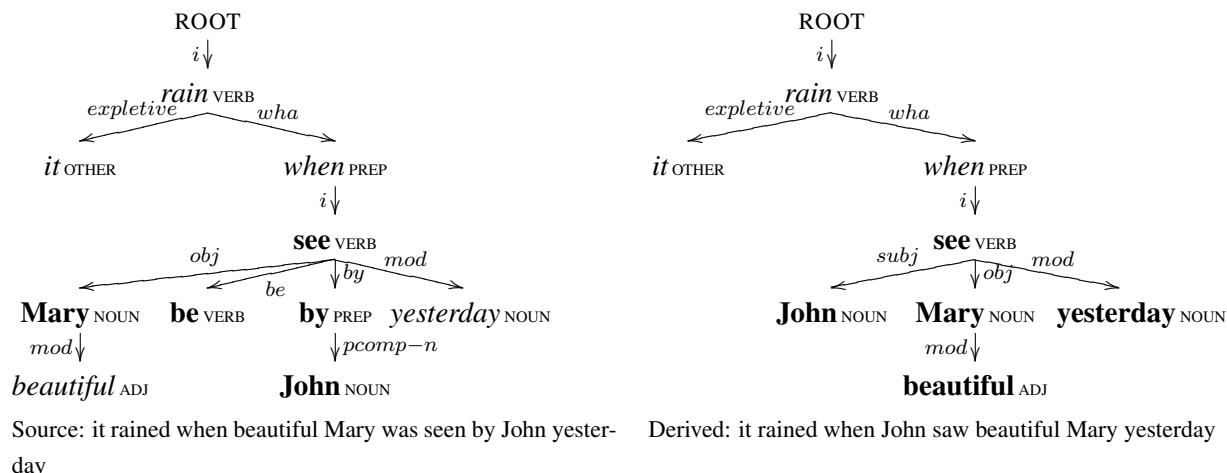 ROOT ROOT
i i
rain VERB rain VERB
expletive wha expletive wha
it OTHER when PREP it OTHER when PREP
i i
see VERB see VERB
obj be by mod subj obj mod
Mary NOUN be VERB by PREP yesterday NOUN John NOUN Mary NOUN yesterday NOUN
mod pcomp−n mod
beautiful ADJ John NOUN beautiful ADJ
Source: it rained when beautiful Mary was seen by John yester- Derived: it rained when John saw beautiful Mary yesterday
day